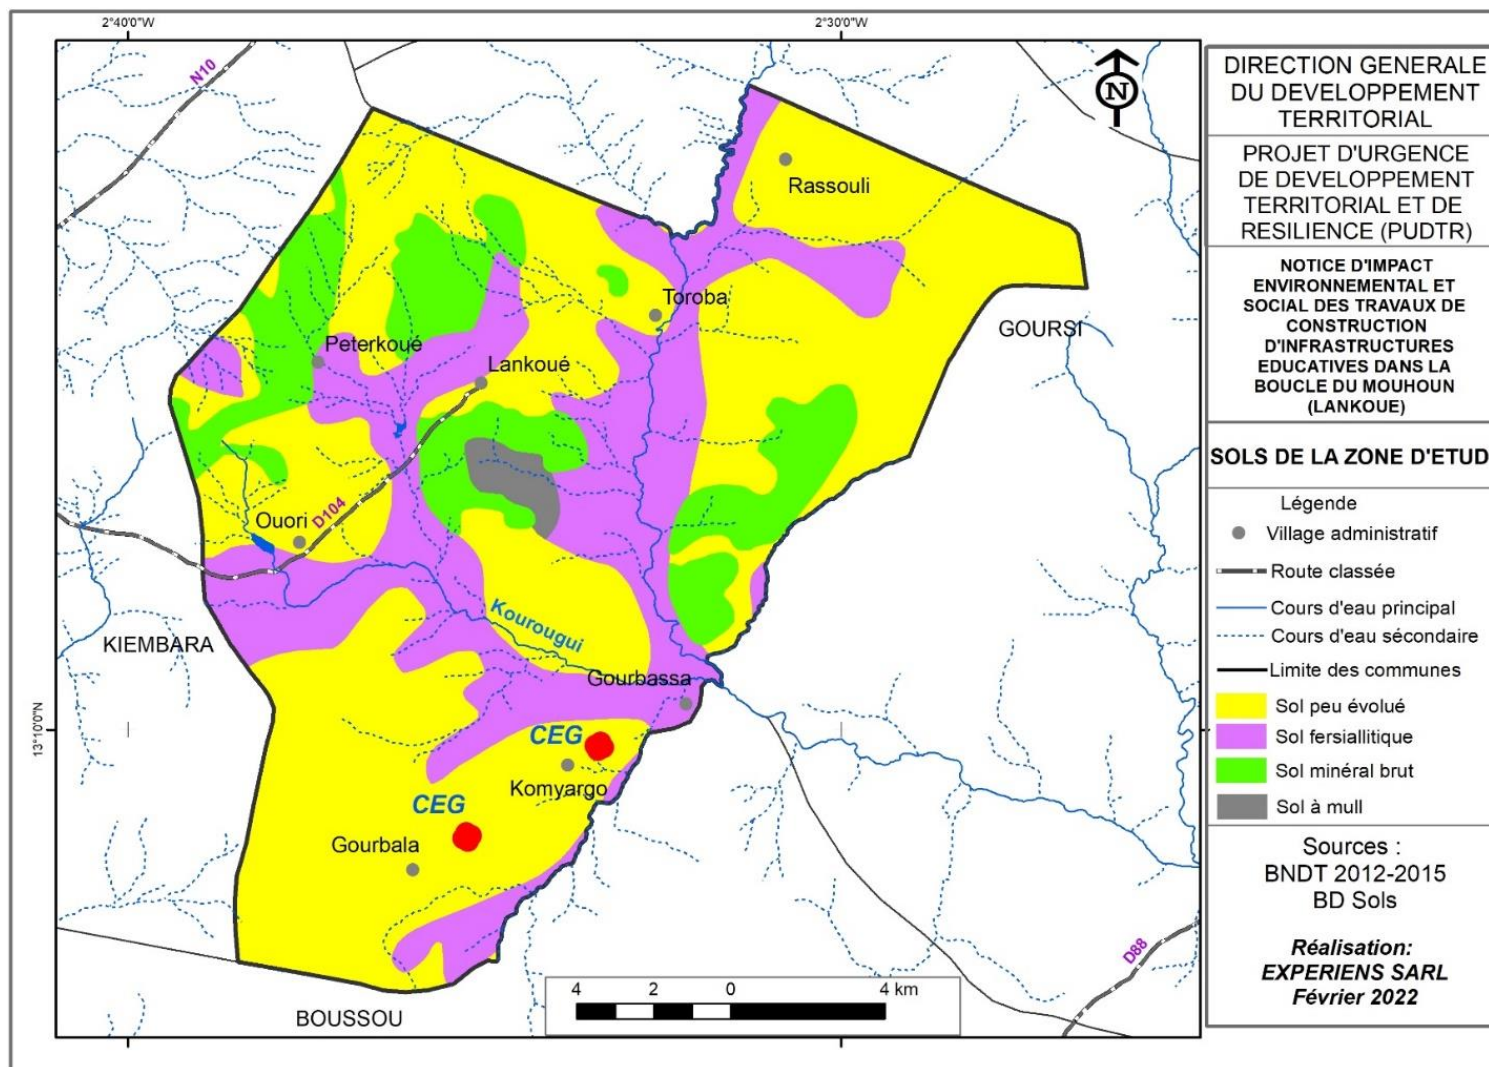 2°40'0"W
2°30'0"W
N10
N
Rassouli
Toroba
GOURSI
Peterkoué
Lankoué
Ouori
D104
KIEMBARA
Kourougui
Gourbassa
13°10'0"N
CEG
Komyargo
CEG
Gourbala
D88
BOUSSOU
4 2 0 4 km
DIRECTION GENERALE
DU DEVELOPPEMENT
TERRITORIAL
PROJET D'URGENCE
DE DEVELOPPEMENT
TERRITORIAL ET DE
RESILIENCE (PUDTR)
NOTICE D'IMPACT
ENVIRONNEMENTAL ET
SOCIAL DES TRAVAUX DE
CONSTRUCTION
D'INFRASTRUCTURES
EDUCATIVES DANS LA
BOUCLE DU MOUHOUN
(LANKOUE)
SOLS DE LA ZONE D'ETUD
Légende
Village administratif
Route classée
Cours d'eau principal
Cours d'eau sécondaire
Limite des communes
Sol peu évolué
Sol fersiallitique
Sol minéral brut
Sol à mull
Sources :
BNDT 2012-2015
BD Sols
Réalisation:
EXPERIENS SARL
Février 2022